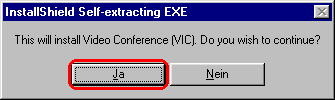 InstallShield Self-extracting EXE
This will install Video Conference (VIC). Do you wish to continue?
Ja Nein